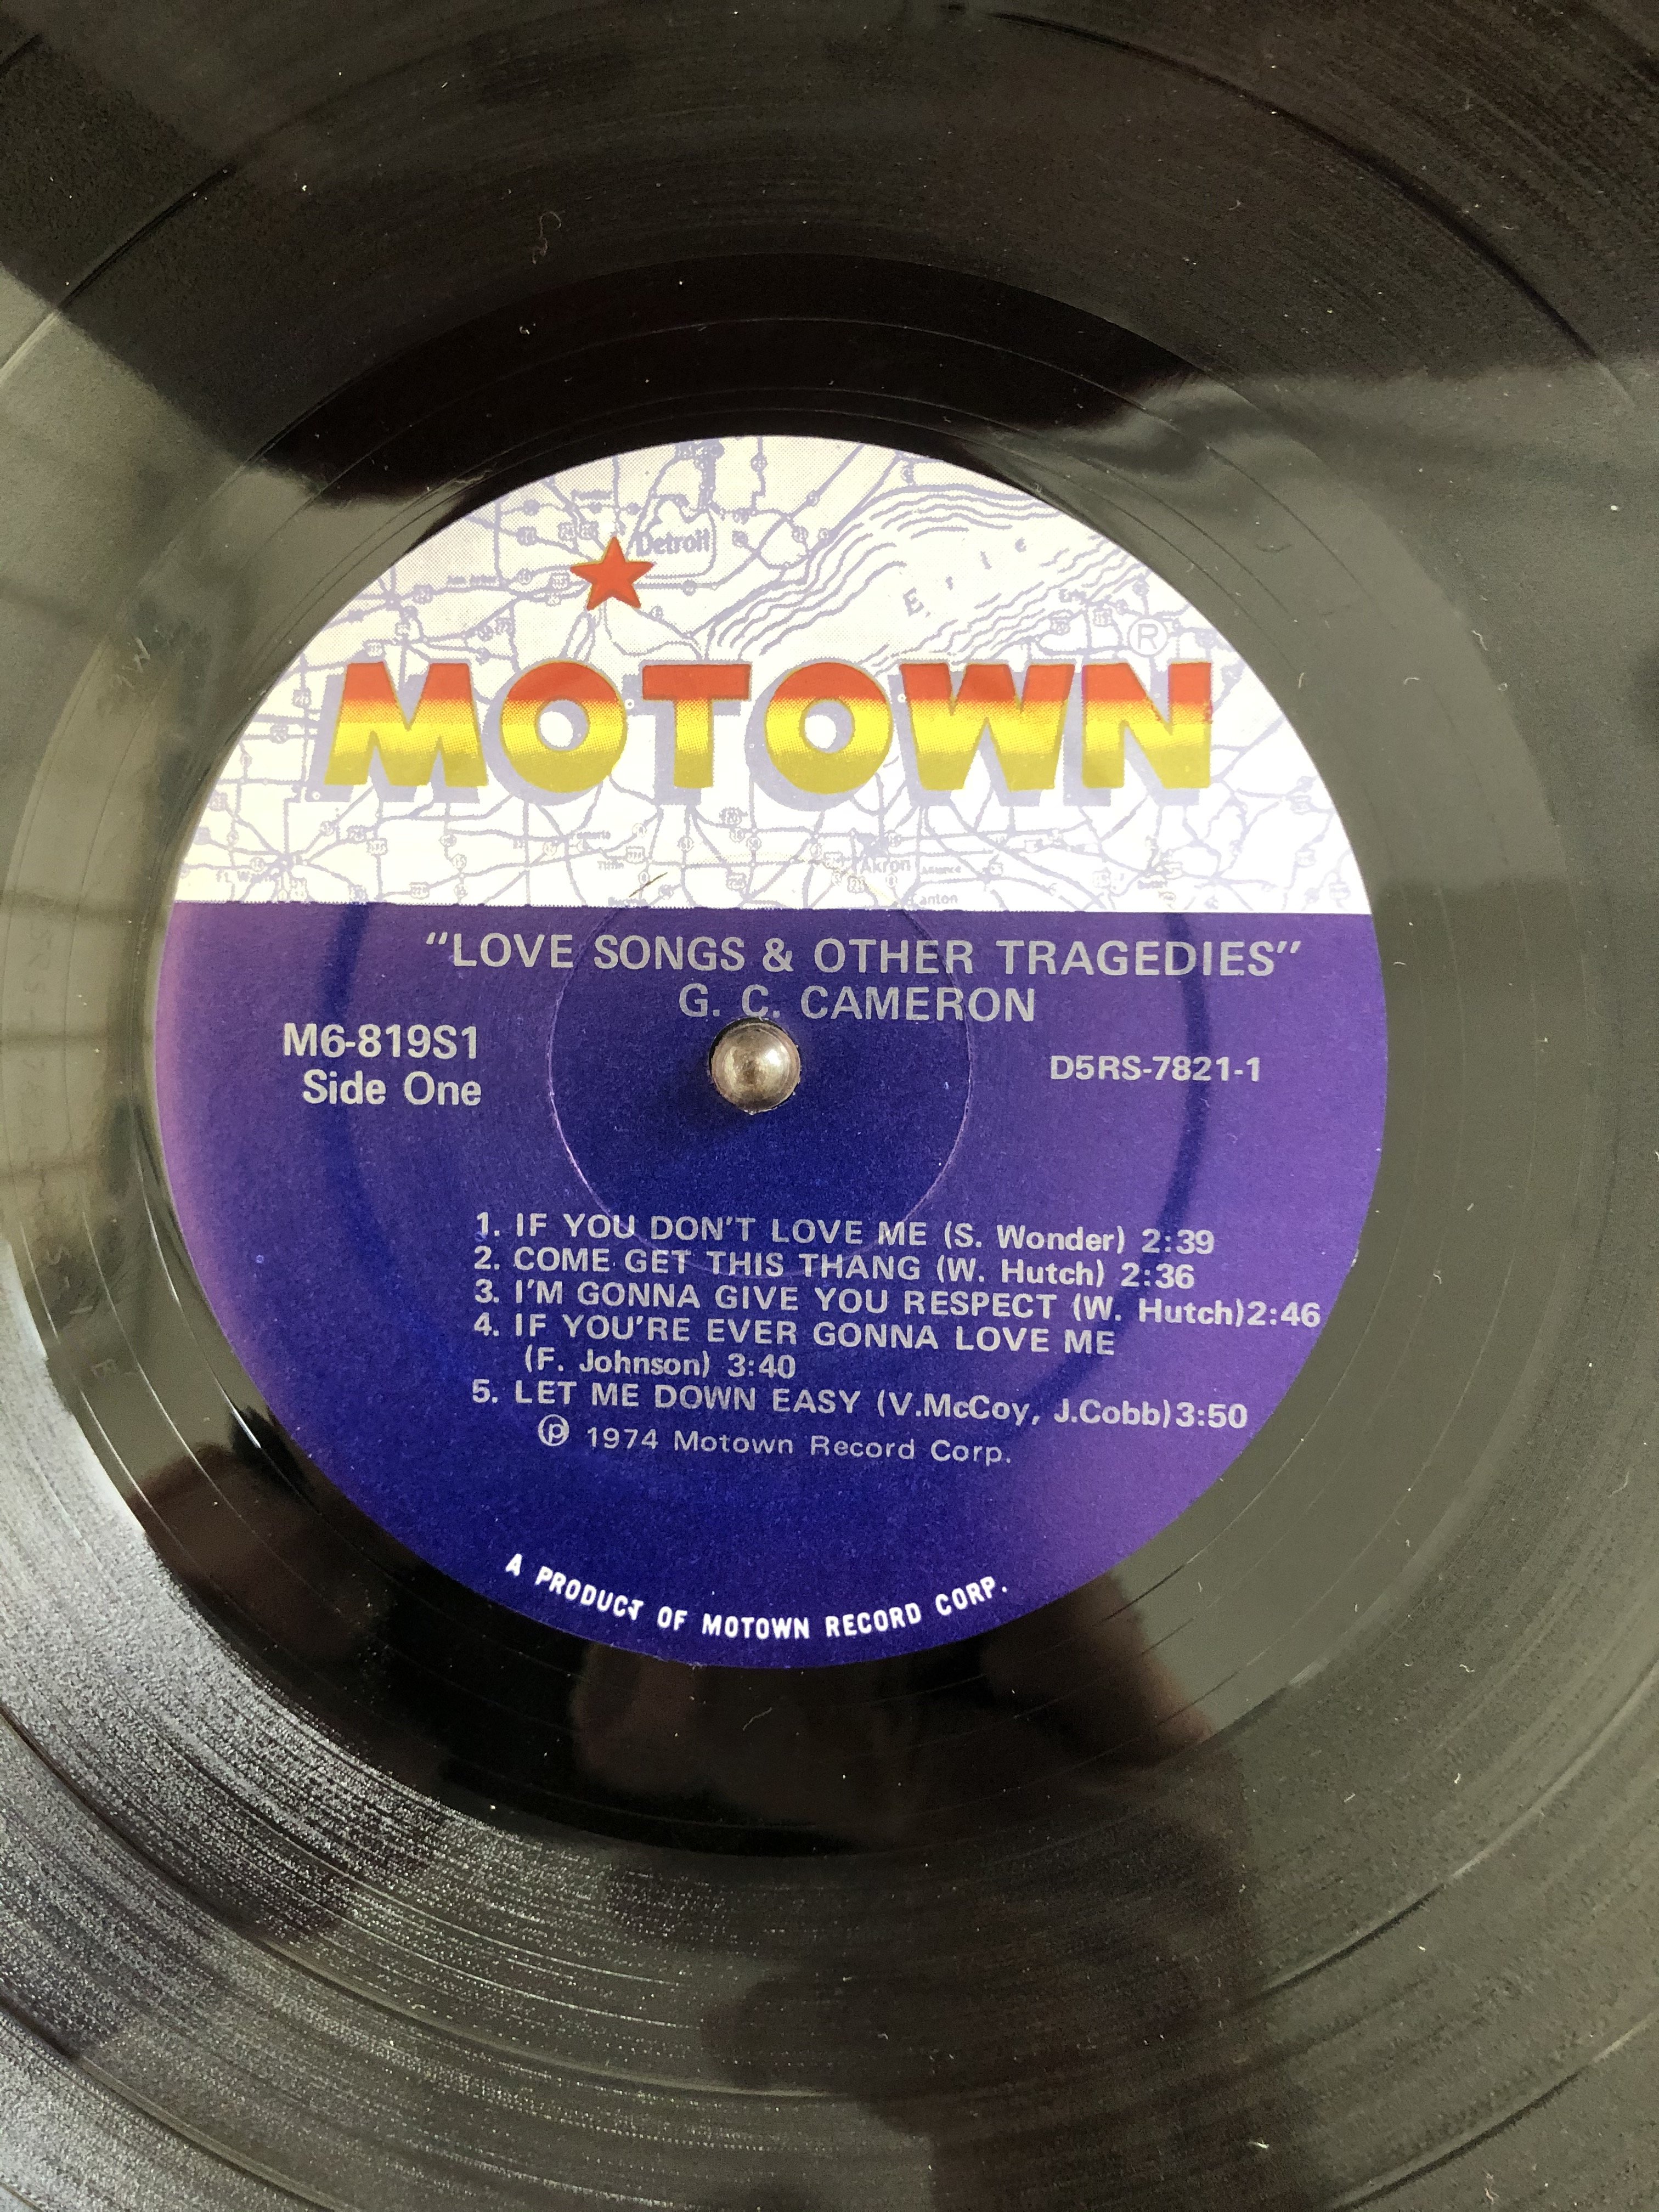 Detroit
Erie
®
MOTOWN
Akron
"LOVE SONGS & OTHER TRAGEDIES"
G. C. CAMERON
M6-819S1
Side One
D5RS-7821-1
1. IF YOU DON'T LOVE ME (S. Wonder) 2:39
2. COME GET THIS THANG (W. Hutch) 2:36
3. I'M GONNA GIVE YOU RESPECT (W. Hutch)2:46
4. IF YOU'RE EVER GONNA LOVE ME
(F. Johnson) 3:40
5. LET ME DOWN EASY (V.McCoy, J.Cobb)3:50
℗ 1974 Motown Record Corp.
A PRODUCT OF MOTOWN RECORD CORP.